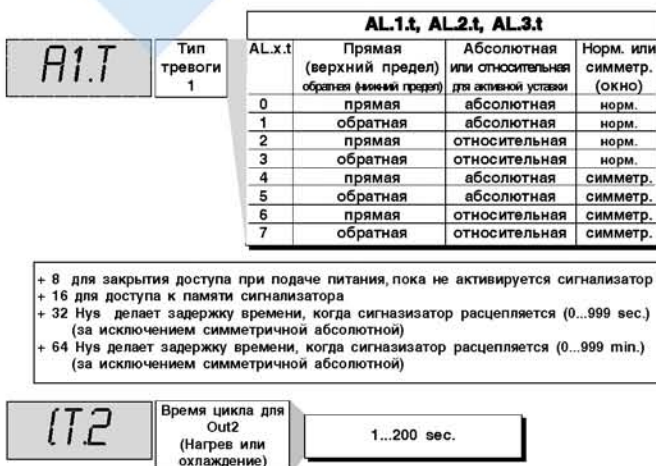 AL.1.t, AL.2.t, AL.3.t
A1.T
Тип тревоги 1
AL.x.t Прямая (верхний предел) обратная (нижний предел) Абсолютная или относительная для активной уставки Норм. или симметр. (окно)
0 прямая абсолютная норм.
1 обратная абсолютная норм.
2 прямая относительная норм.
3 обратная относительная норм.
4 прямая абсолютная симметр.
5 обратная абсолютная симметр.
6 прямая относительная симметр.
7 обратная относительная симметр.
+ 8 для закрытия доступа при подаче питания, пока не активируется сигнализатор
+ 16 для доступа к памяти сигнализатора
+ 32 Hys делает задержку времени, когда сигназизатор расцепляется (0...999 sec.)
(за исключением симметричной абсолютной)
+ 64 Hys делает задержку времени, когда сигназизатор расцепляется (0...999 min.)
(за исключением симметричной абсолютной)
CT.2
Время цикла для
Out2
(Нагрев или
охлаждение)
1...200 sec.